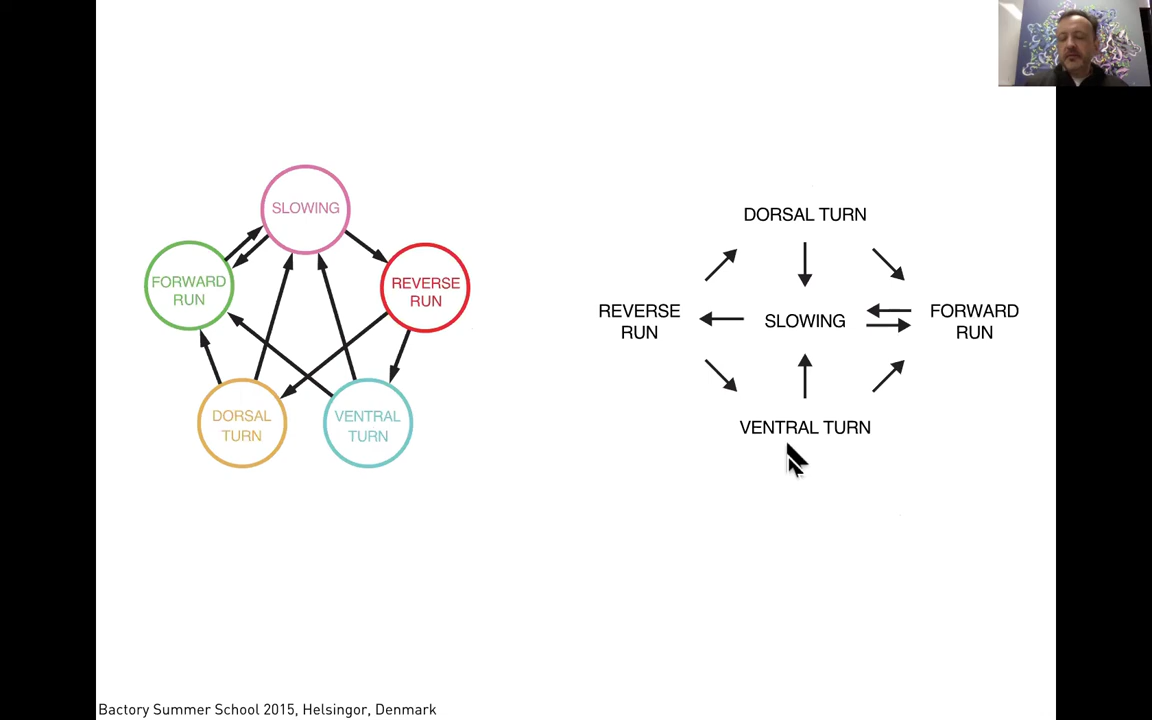 SLOWING
FORWARD
RUN
REVERSE
RUN
DORSAL
TURN
VENTRAL
TURN
DORSAL TURN
REVERSE
RUN
SLOWING
FORWARD
RUN
VENTRAL TURN
Bactory Summer School 2015, Helsingor, Denmark